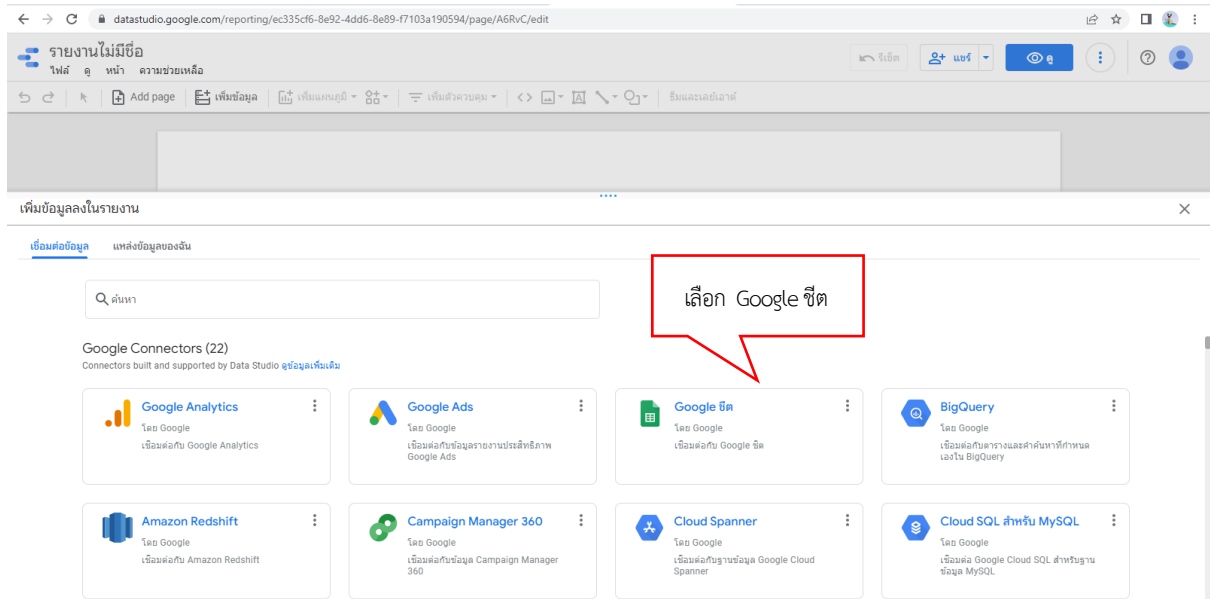 datastudio.google.com/reporting/ec335cf6-8e92-4dd6-8e89-f7103a190594/page/A6RvC/edit
รายงานไม่มีชื่อ
ไฟล์ ดู หน้า ความช่วยเหลือ
รีเซ็ต แชร์ ดู
Add page เพิ่มข้อมูล เพิ่มแผนภูมิ เพิ่มตัวควบคุม ธีมและเลย์เอาต์
เพิ่มข้อมูลลงในรายงาน
เชื่อมต่อข้อมูล แหล่งข้อมูลของฉัน
ค้นหา
เลือก Google ชีต
Google Connectors (22)
Connectors built and supported by Data Studio ดูข้อมูลเพิ่มเติม
Google Analytics
โดย Google
เชื่อมต่อกับ Google Analytics
Google Ads
โดย Google
เชื่อมต่อกับข้อมูลรายงานประสิทธิภาพ
Google Ads
Google ชีต
โดย Google
เชื่อมต่อกับ Google ชีต
BigQuery
โดย Google
เชื่อมต่อกับตารางและคำค้นหาที่กำหนด
เองใน BigQuery
Amazon Redshift
โดย Google
เชื่อมต่อกับ Amazon Redshift
Campaign Manager 360
โดย Google
เชื่อมต่อกับข้อมูล Campaign Manager
360
Cloud Spanner
โดย Google
เชื่อมต่อกับฐานข้อมูล Google Cloud
Spanner
Cloud SQL สำหรับ MySQL
โดย Google
เชื่อมต่อ Google Cloud SQL สำหรับฐาน
ข้อมูล MySQL